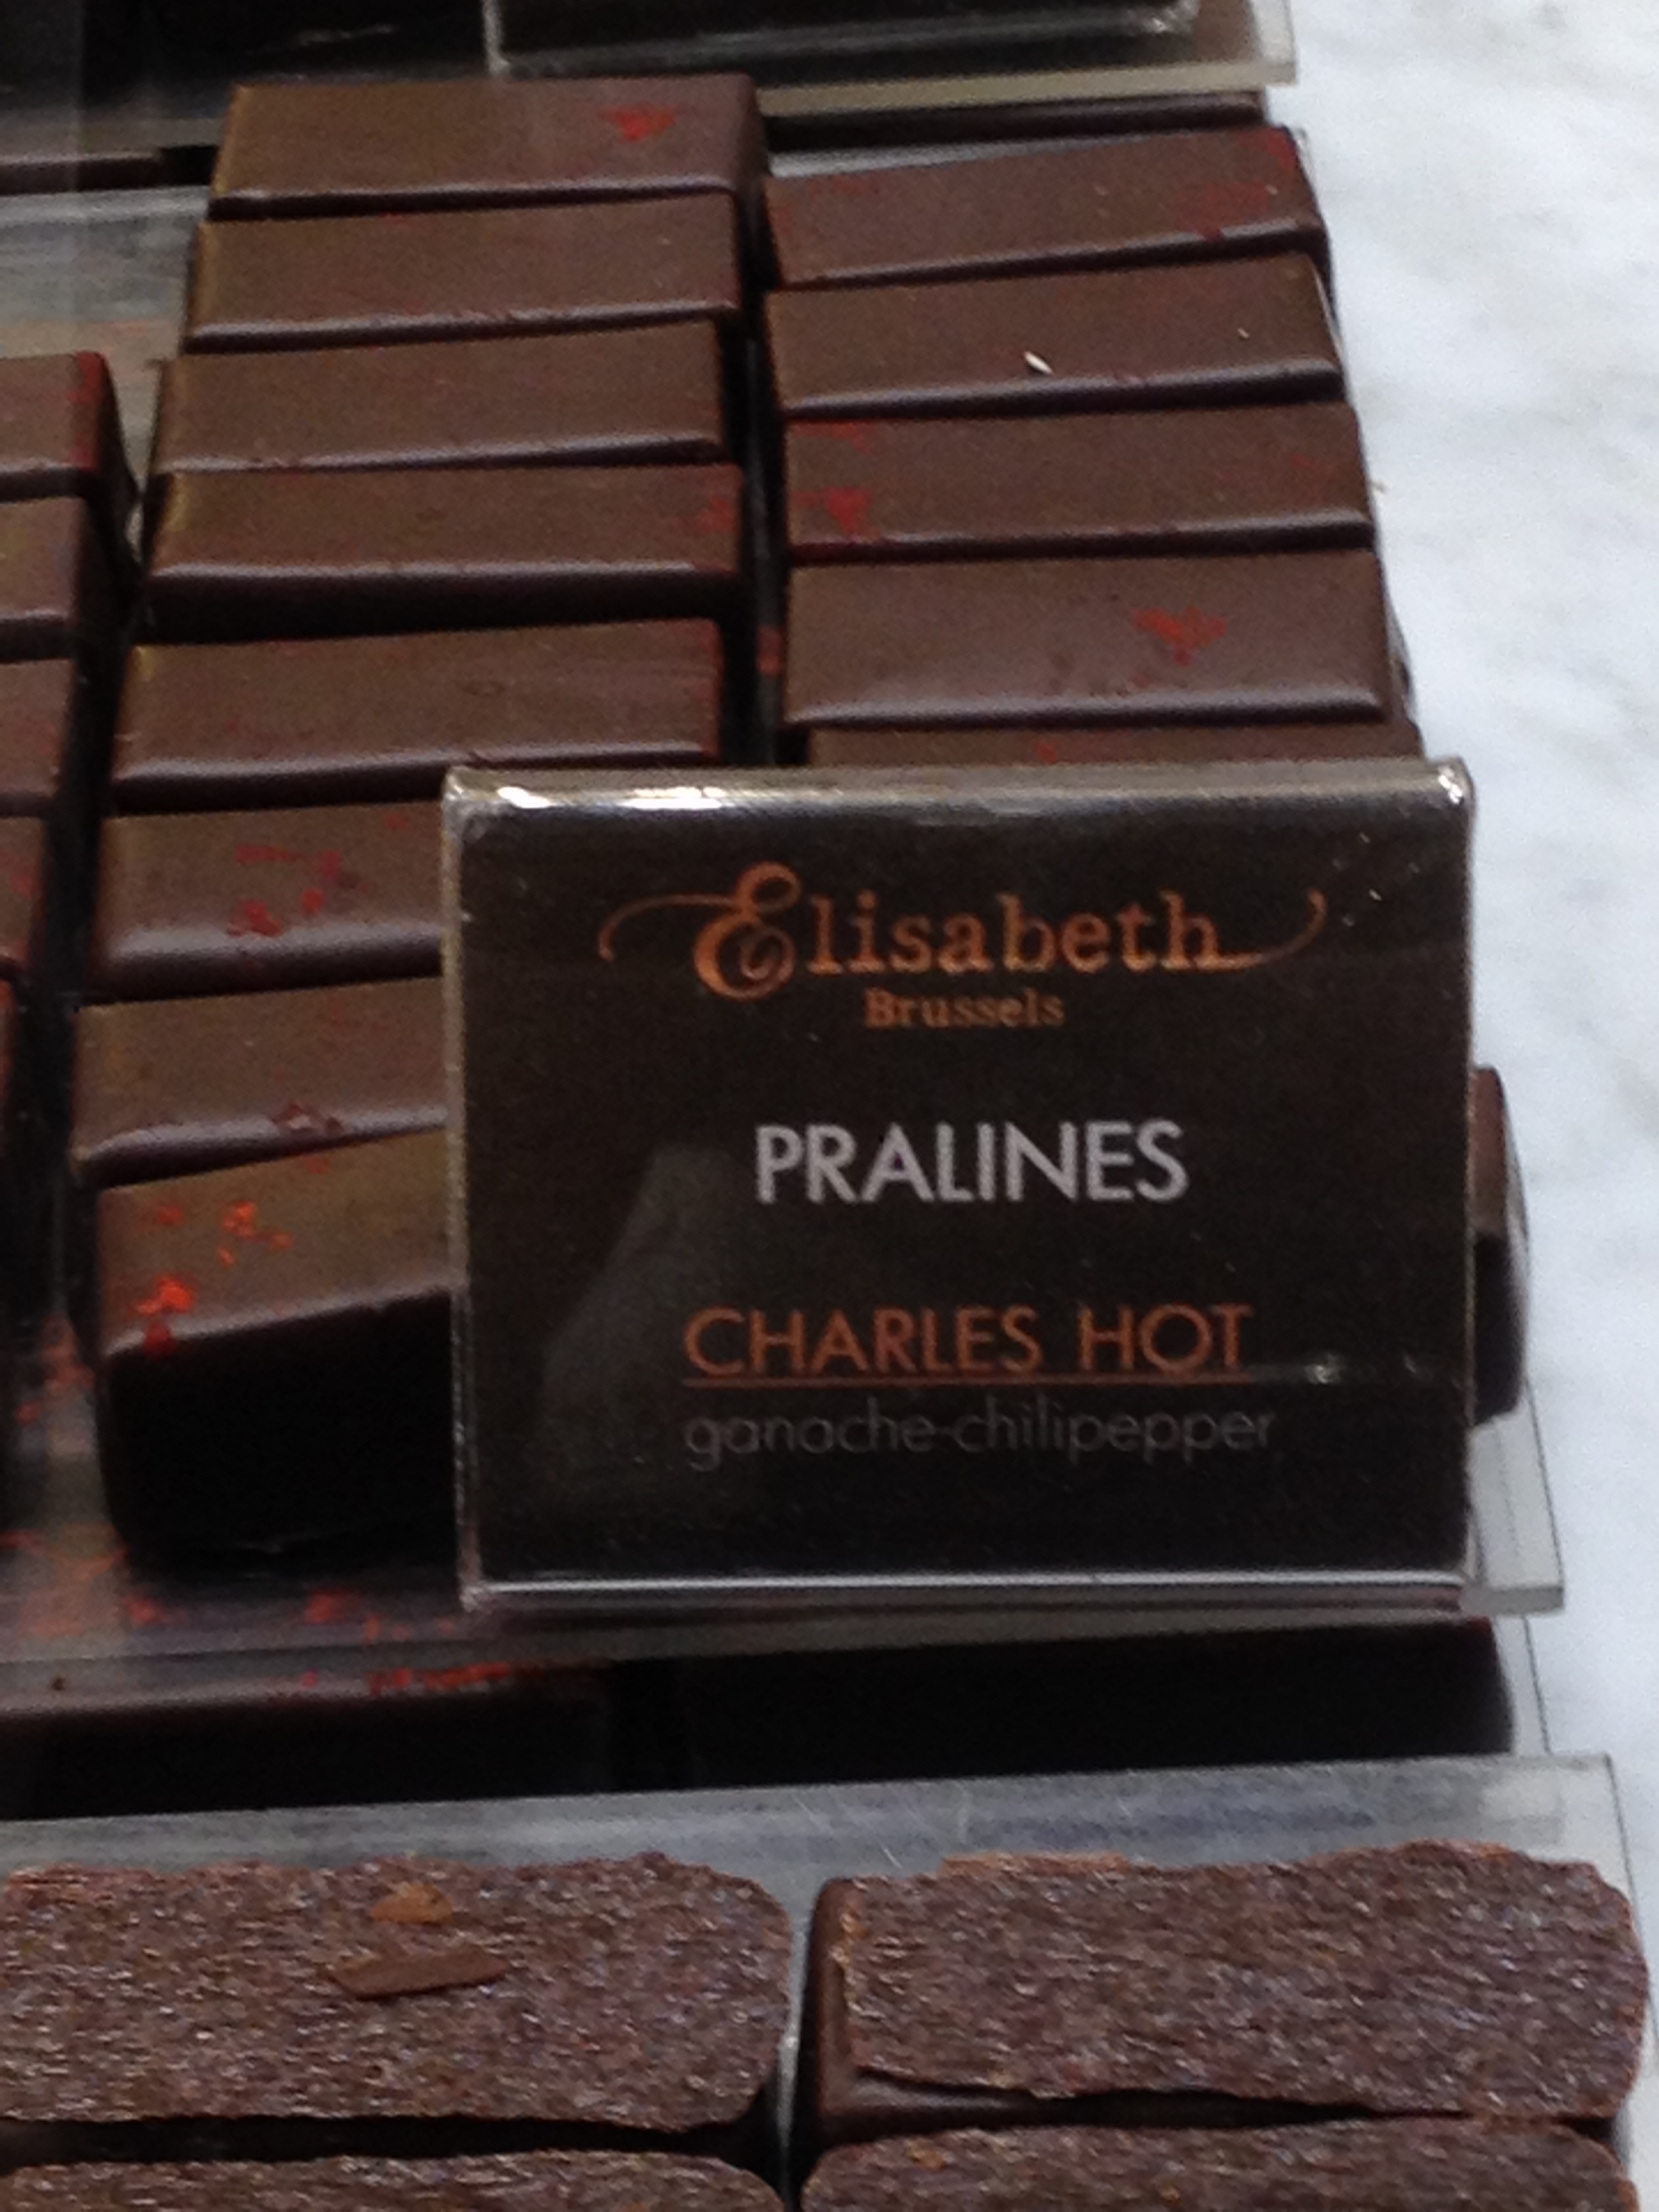 Elisabeth
Brussels
PRALINES
CHARLES HOT
ganache-chilipepper